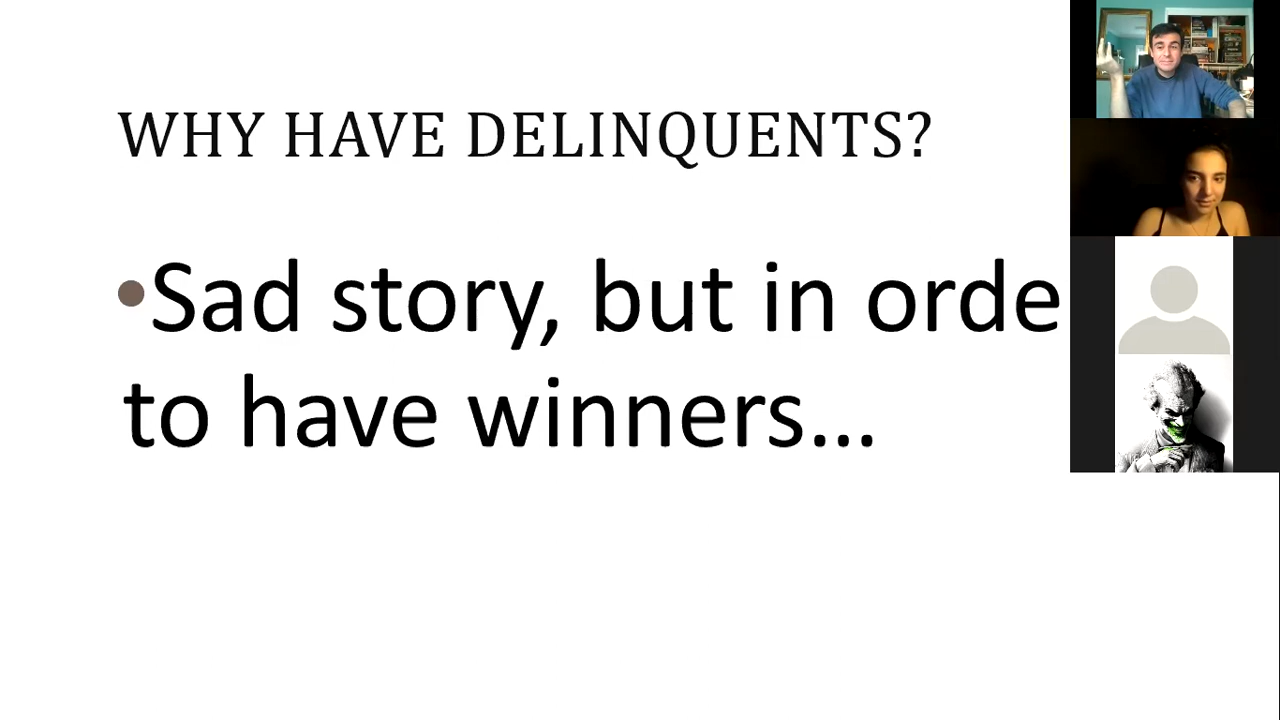 WHY HAVE DELINQUENTS?
•Sad story, but in orde
to have winners...